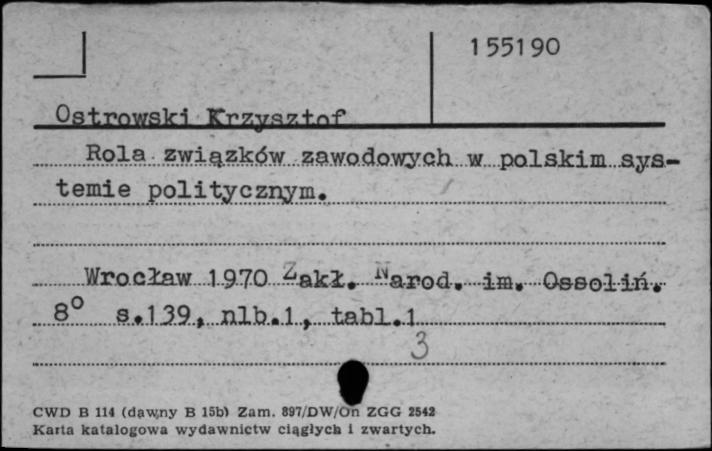 155190
Ostrowski Krzysztof
Rola związków zawodowych w polskim sys-
temie politycznym.
Wrocław 1970 Zakł. Narod. im. Ossoliń.
8° s.139, nlb.1, tabl.1
3
CWD B 114 (dawny B 15b) Zam. 897/DW/On ZGG 2542
Karta katalogowa wydawnictw ciągłych i zwartych.